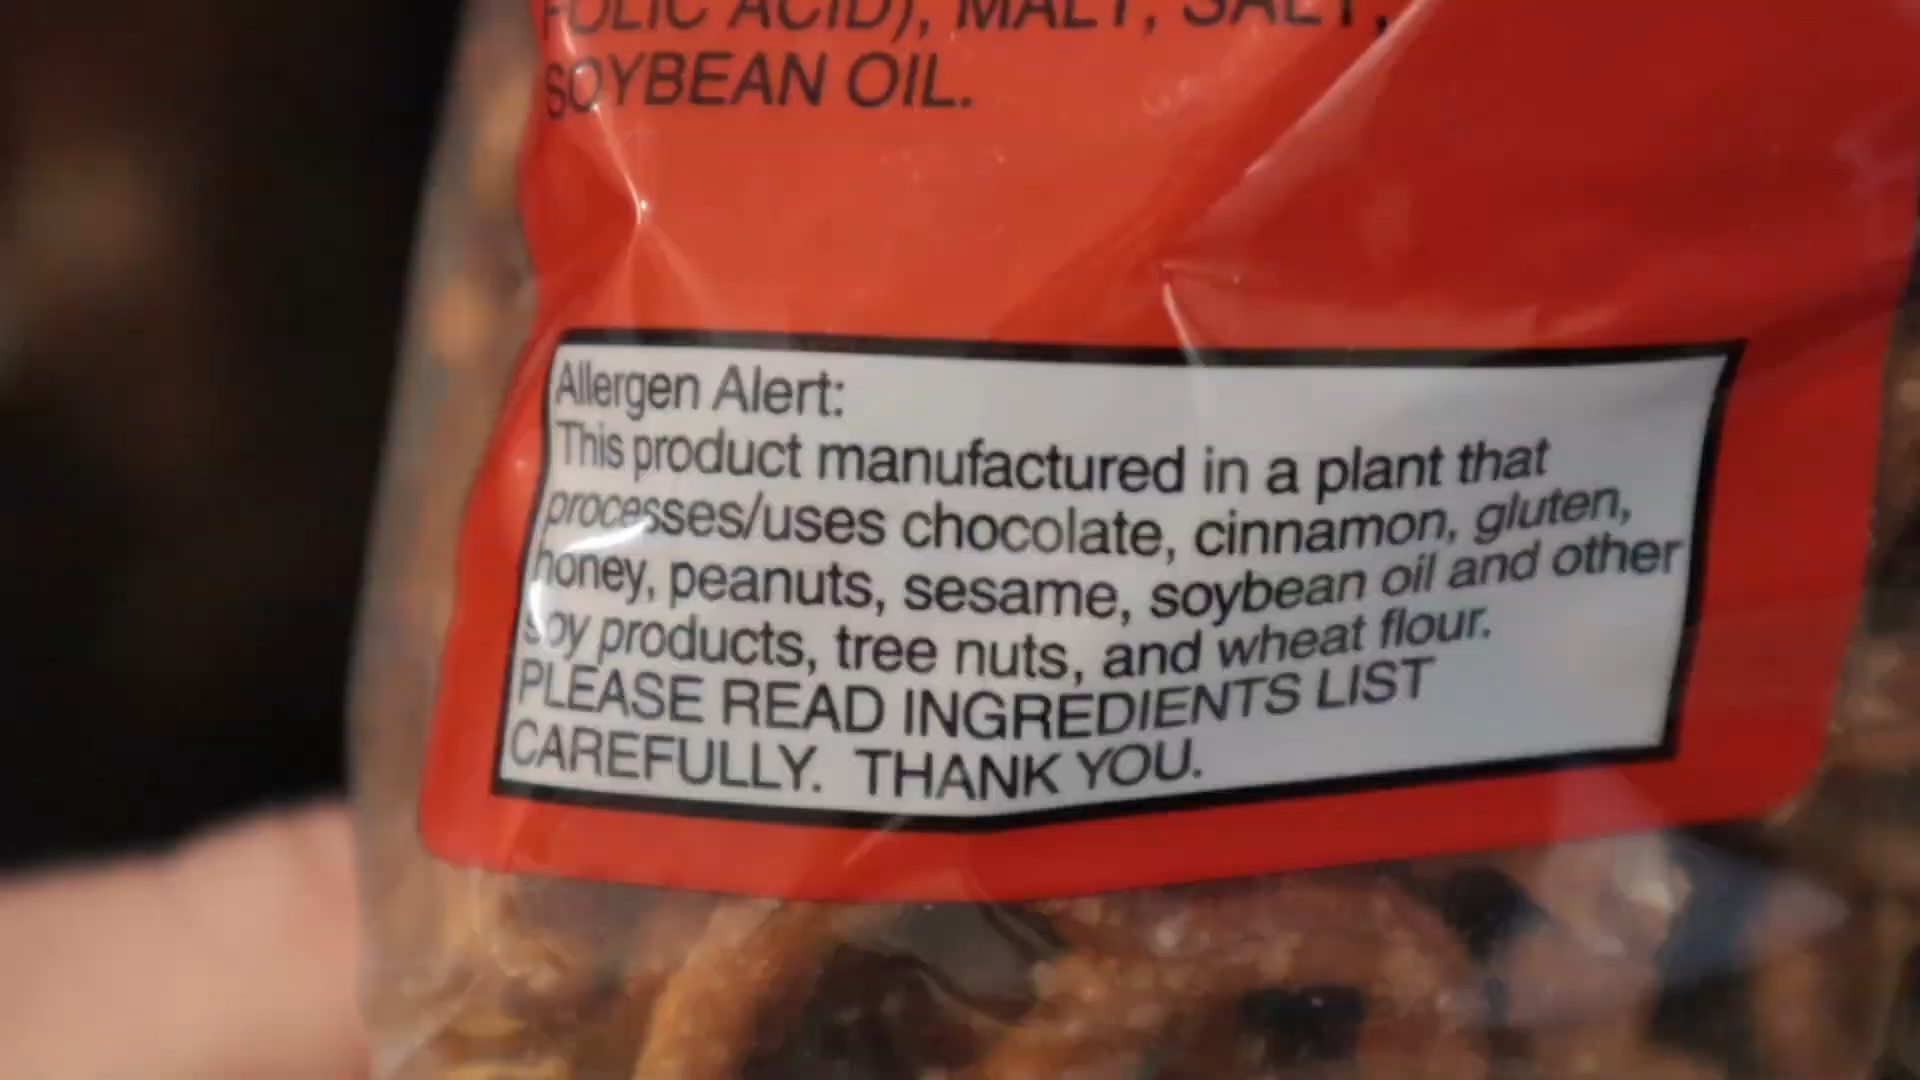 FOLIC ACID), MALT, SALT,
SOYBEAN OIL.
Allergen Alert:
This product manufactured in a plant that
processes/uses chocolate, cinnamon, gluten,
honey, peanuts, sesame, soybean oil and other
soy products, tree nuts, and wheat flour.
PLEASE READ INGREDIENTS LIST
CAREFULLY. THANK YOU.